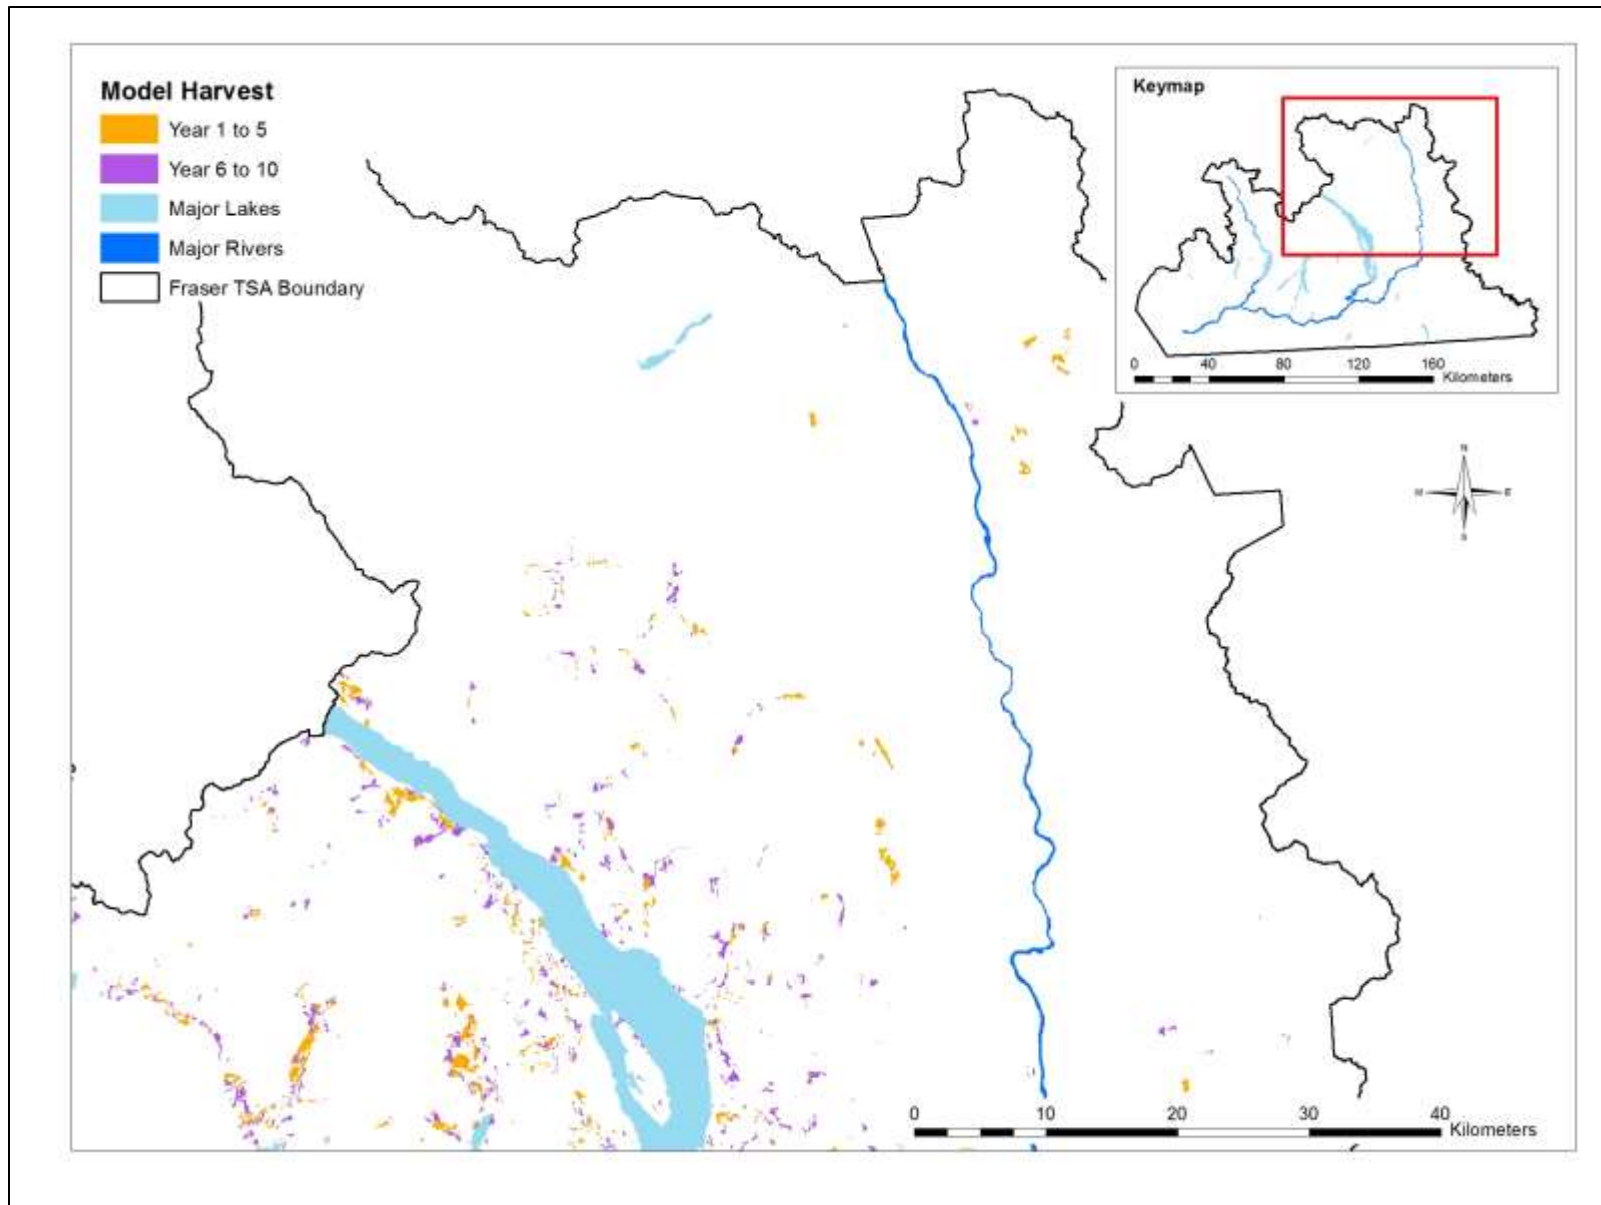 Model Harvest
Year 1 to 5
Year 6 to 10
Major Lakes
Major Rivers
Fraser TSA Boundary
Keymap
0 40 80 120 160
Kilometers
N
W E
S
0 10 20 30 40
Kilometers